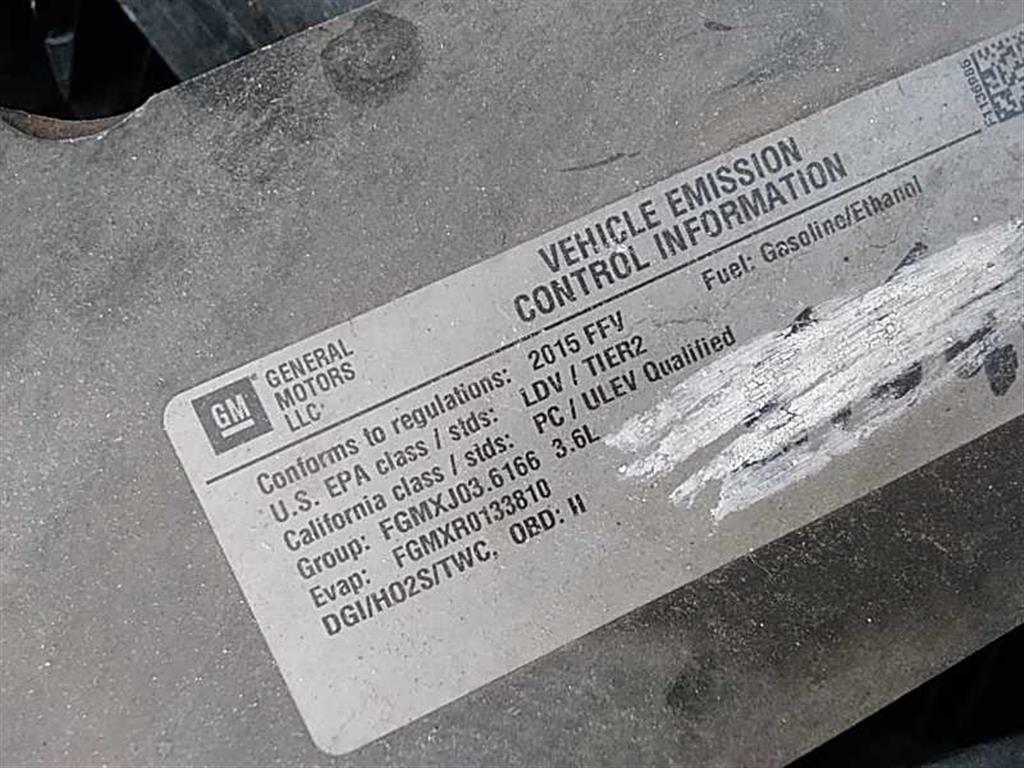 GM
GENERAL
MOTORS
LLC
VEHICLE EMISSION
CONTROL INFORMATION
Conforms to regulations: 2015 FFV
Fuel: Gasoline/Ethanol
U.S. EPA class / stds: LDV / TIER2
California class / stds: PC / ULEV Qualified
Group: FGMXJ03.6166 3.6L
Evap: FGMXR0133810
DGI/HO2S/TWC, OBD: II